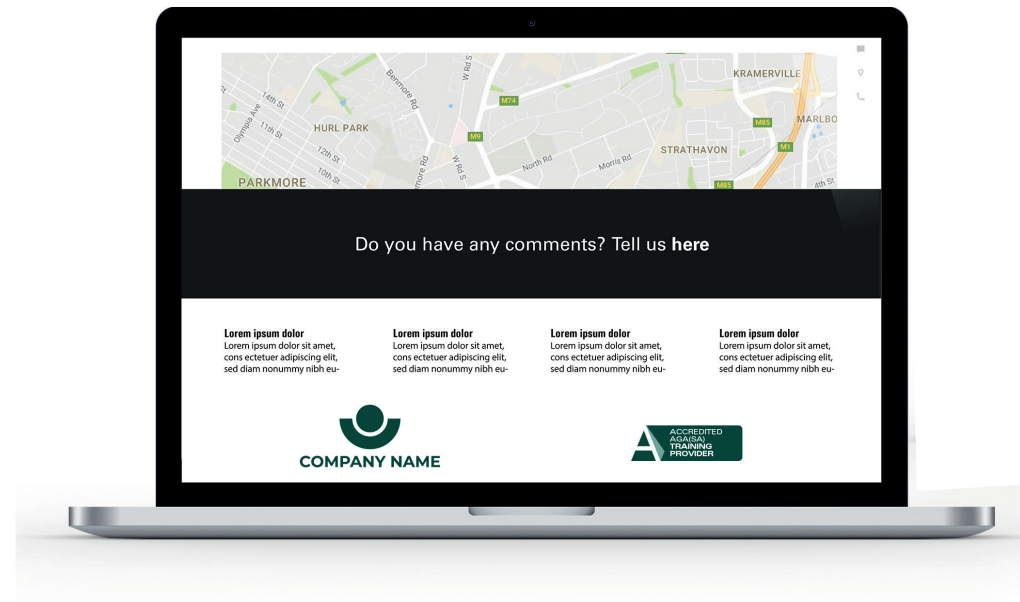 KRAMERVILLE
W Rd S
Benmore Rd
14th St
M74
Olympia Ave
11th St
HURL PARK
M85
MARLBO
M9
M1
12th St
North Rd
Morris Rd
STRATHAVON
W Rd S
10th St
PARKMORE
nmore Rd
M85
4th St
Do you have any comments? Tell us here
Lorem ipsum dolor
Lorem ipsum dolor sit amet,
cons ectetuer adipiscing elit,
sed diam nonummy nibh eu-
Lorem ipsum dolor
Lorem ipsum dolor sit amet,
cons ectetuer adipiscing elit,
sed diam nonummy nibh eu-
Lorem ipsum dolor
Lorem ipsum dolor sit amet,
cons ectetuer adipiscing elit,
sed diam nonummy nibh eu-
Lorem ipsum dolor
Lorem ipsum dolor sit amet,
cons ectetuer adipiscing elit,
sed diam nonummy nibh eu-
COMPANY NAME
ACCREDITED
AGA(SA)
TRAINING
PROVIDER